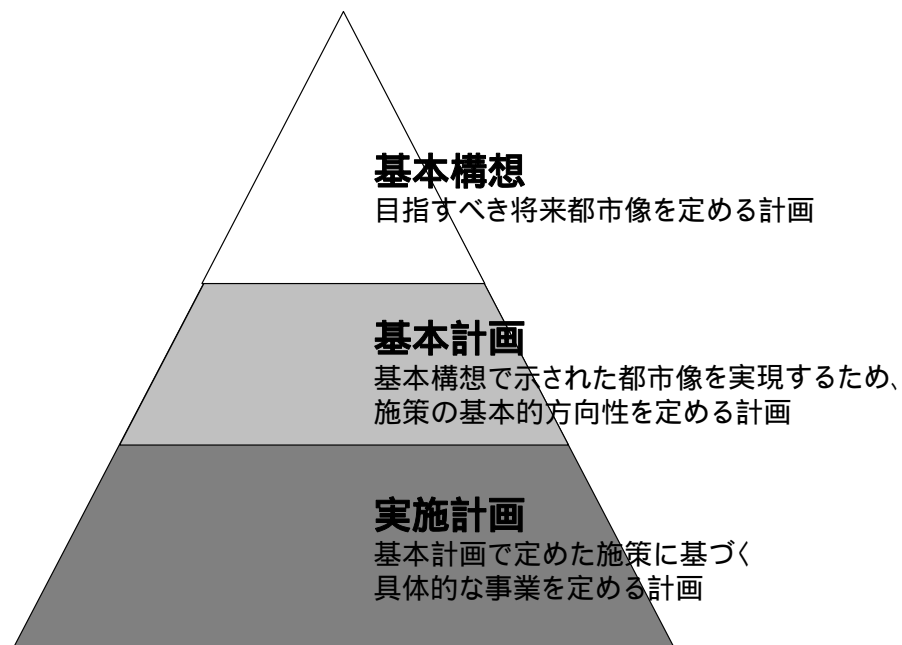 基本構想
目指すべき将来都市像を定める計画
基本計画
基本構想で示された都市像を実現するため、
施策の基本的方向性を定める計画
実施計画
基本計画で定めた施策に基づく
具体的な事業を定める計画